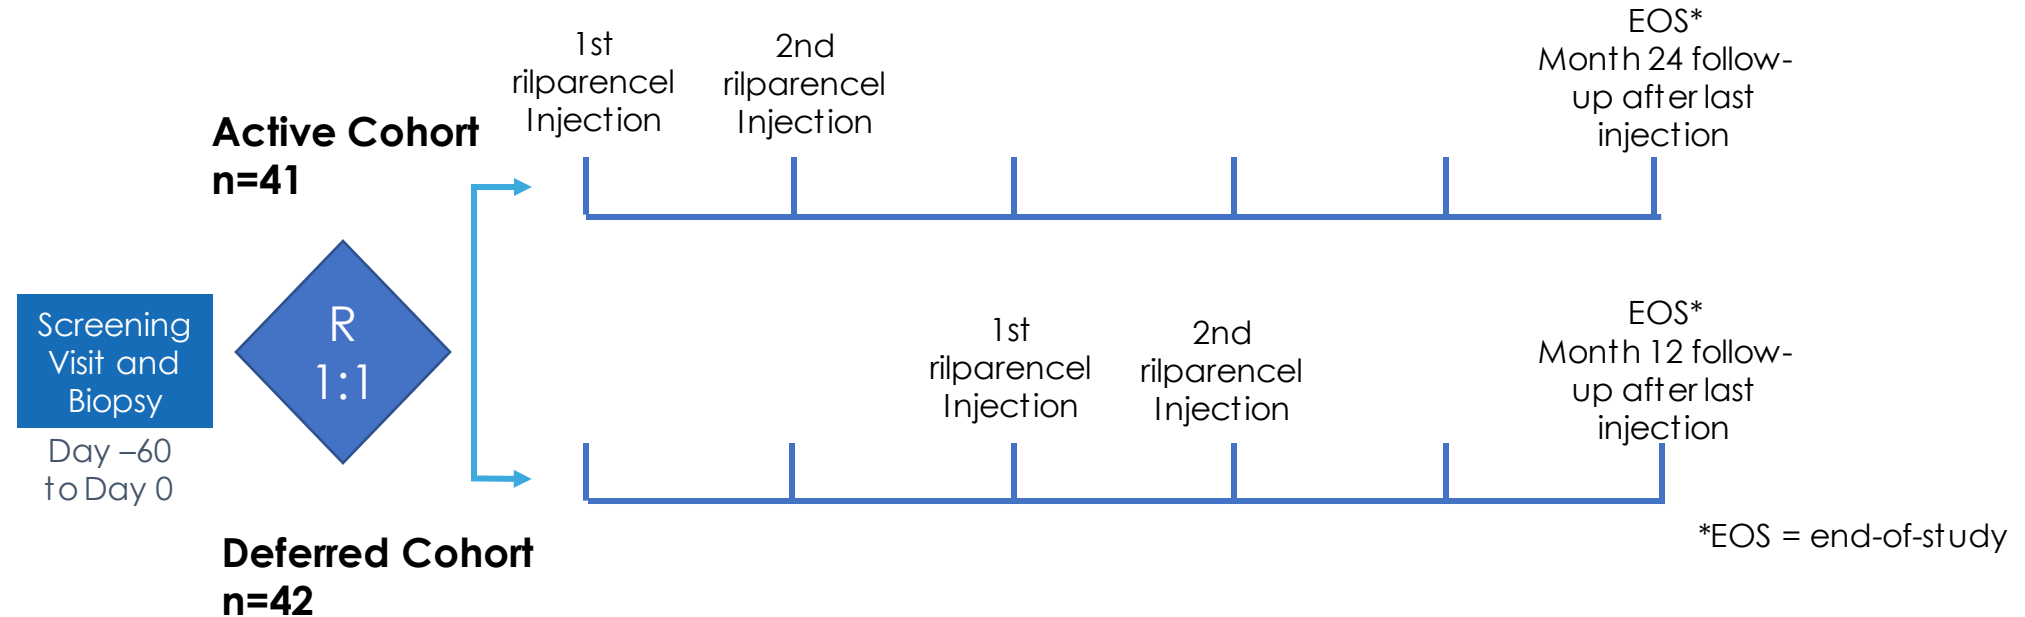 Screening
Visit and
Biopsy
Day –60
to Day 0
R
1:1
Active Cohort
n=41
1st
rilparencel
Injection
2nd
rilparencel
Injection
EOS*
Month 24 follow-
up after last
injection
Deferred Cohort
n=42
1st
rilparencel
Injection
2nd
rilparencel
Injection
EOS*
Month 12 follow-
up after last
injection
*EOS = end-of-study